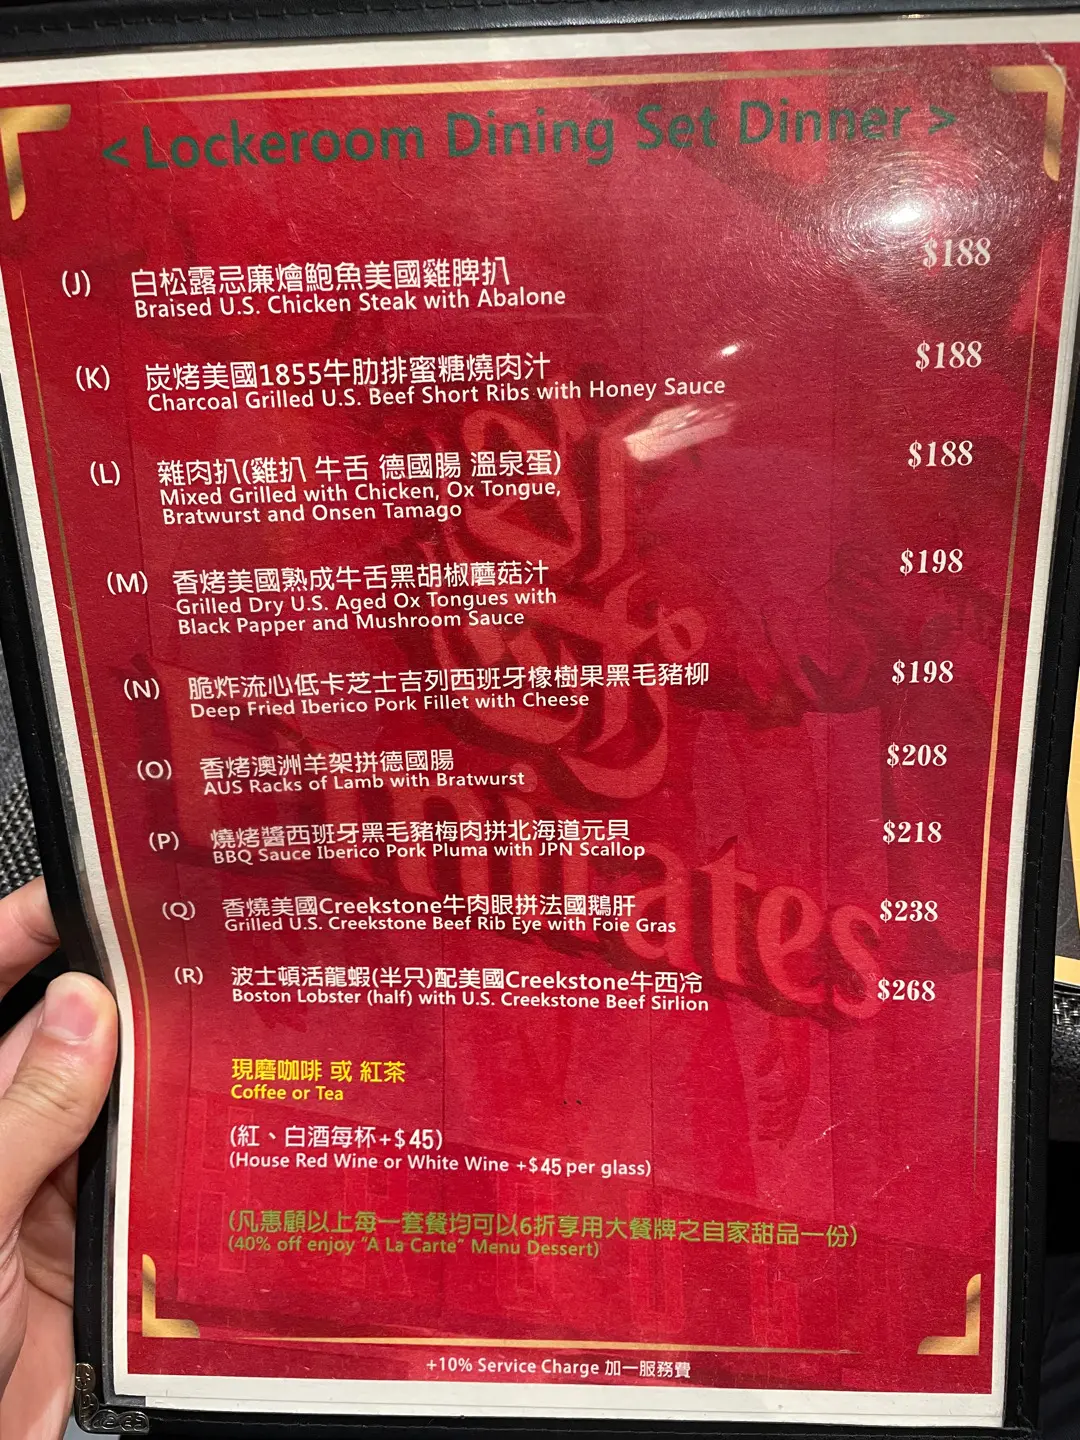 < Lockeroom Dining Set Dinner >
(J) 白松露忌廉燴鮑魚美國雞脾扒 $188
Braised U.S. Chicken Steak with Abalone
(K) 炭烤美國1855牛肋排蜜糖燒肉汁 $188
Charcoal Grilled U.S. Beef Short Ribs with Honey Sauce
(L) 雜肉扒(雞扒 牛舌 德國腸 溫泉蛋) $188
Mixed Grilled with Chicken, Ox Tongue,
Bratwurst and Onsen Tamago
(M) 香烤美國熟成牛舌黑胡椒蘑菇汁 $198
Grilled Dry U.S. Aged Ox Tongues with
Black Papper and Mushroom Sauce
(N) 脆炸流心低卡芝士吉列西班牙橡樹果黑毛豬柳 $198
Deep Fried Iberico Pork Fillet with Cheese
(O) 香烤澳洲羊架拼德國腸 $208
AUS Racks of Lamb with Bratwurst
(P) 燒烤醬西班牙黑毛豬梅肉拼北海道元貝 $218
BBQ Sauce Iberico Pork Pluma with JPN Scallop
(Q) 香燒美國Creekstone牛肉眼拼法國鵝肝 $238
Grilled U.S. Creekstone Beef Rib Eye with Foie Gras
(R) 波士頓活龍蝦(半只)配美國Creekstone牛西冷 $268
Boston Lobster (half) with U.S. Creekstone Beef Sirlion
現磨咖啡 或 紅茶
Coffee or Tea
(紅、白酒每杯+$45)
(House Red Wine or White Wine +$45 per glass)
(凡惠顧以上每一套餐均可以6折享用大餐牌之自家甜品一份)
(40% off enjoy "A La Carte" Menu Dessert)
+10% Service Charge 加一服務費